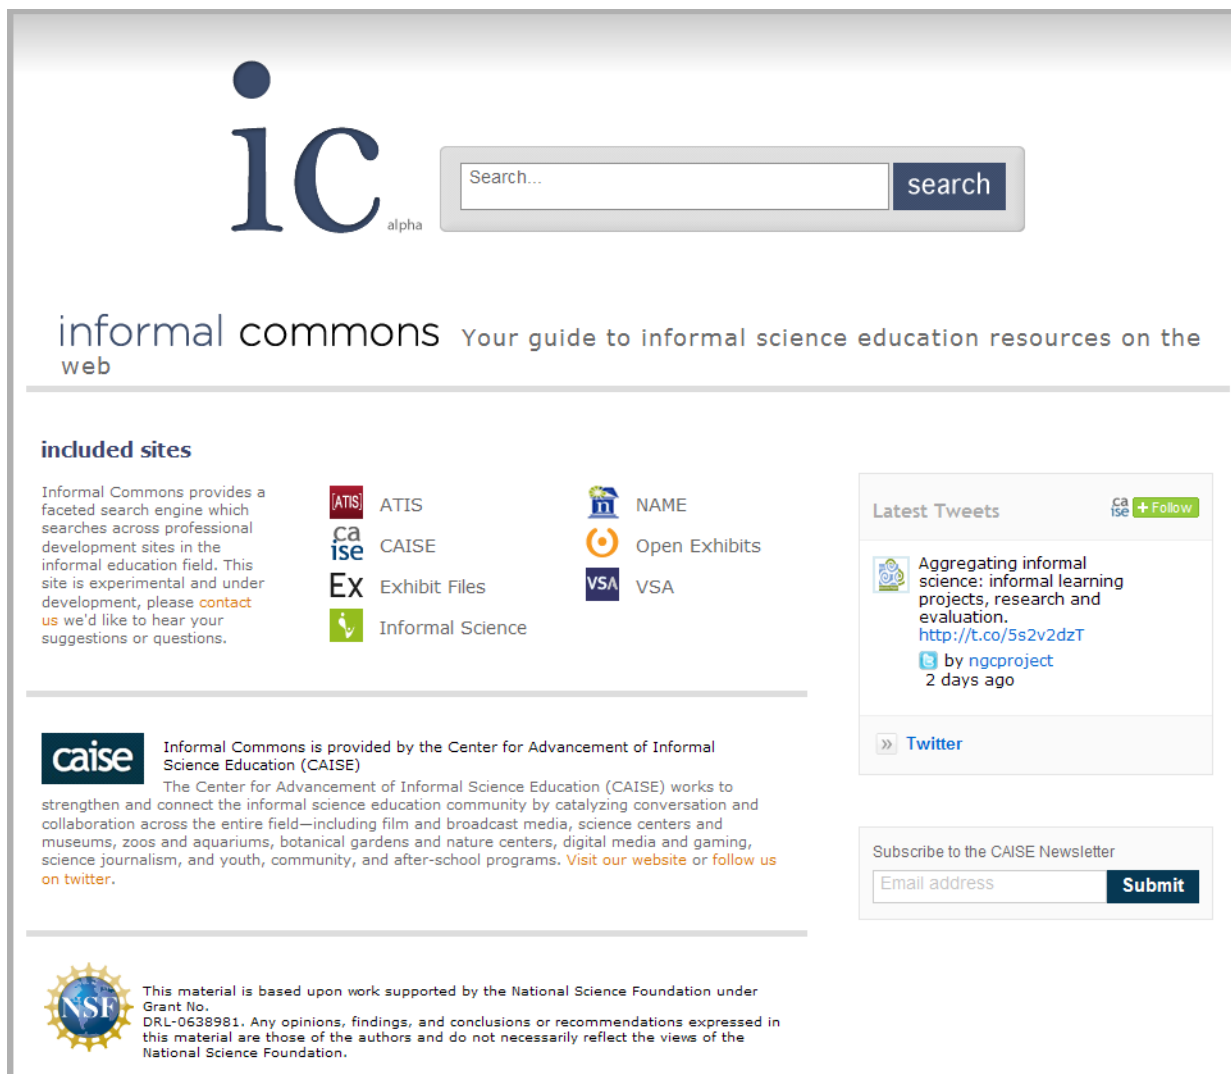 ic
alpha
Search...
search
informal commons Your guide to informal science education resources on the
web
included sites
Informal Commons provides a
faceted search engine which
searches across professional
development sites in the
informal education field. This
site is experimental and under
development, please contact
us we'd like to hear your
suggestions or questions.
[ATIS] ATIS
ca
ise CAISE
Ex Exhibit Files
Informal Science
n NAME
Open Exhibits
VSA VSA
Latest Tweets
ca
ise + Follow
Aggregating informal
science: informal learning
projects, research and
evaluation.
http://t.co/5s2v2dzT
by ngcproject
2 days ago
» Twitter
caise
Informal Commons is provided by the Center for Advancement of Informal
Science Education (CAISE)
The Center for Advancement of Informal Science Education (CAISE) works to
strengthen and connect the informal science education community by catalyzing conversation and
collaboration across the entire field—including film and broadcast media, science centers and
museums, zoos and aquariums, botanical gardens and nature centers, digital media and gaming,
science journalism, and youth, community, and after-school programs. Visit our website or follow us
on twitter.
Subscribe to the CAISE Newsletter
Email address
Submit
NSF
This material is based upon work supported by the National Science Foundation under
Grant No.
DRL-0638981. Any opinions, findings, and conclusions or recommendations expressed in
this material are those of the authors and do not necessarily reflect the views of the
National Science Foundation.